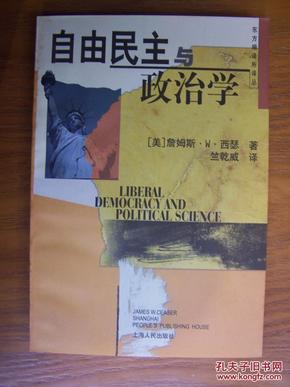 东方编译所译丛
自由民主与
政治学
[美]詹姆斯·W·西瑟 著
竺乾威 译
LIBERAL
DEMOCRACY AND
POLITICAL SCIENCE
JAMES W.CEASER
SHANGHAI
PEOPLE'S PUBLISHING HOUSE
上海人民出版社
孔夫子旧书网